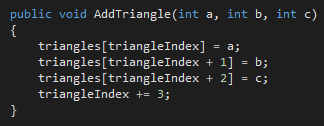 public void AddTriangle(int a, int b, int c)
{
    triangles[triangleIndex] = a;
    triangles[triangleIndex + 1] = b;
    triangles[triangleIndex + 2] = c;
    triangleIndex += 3;
}